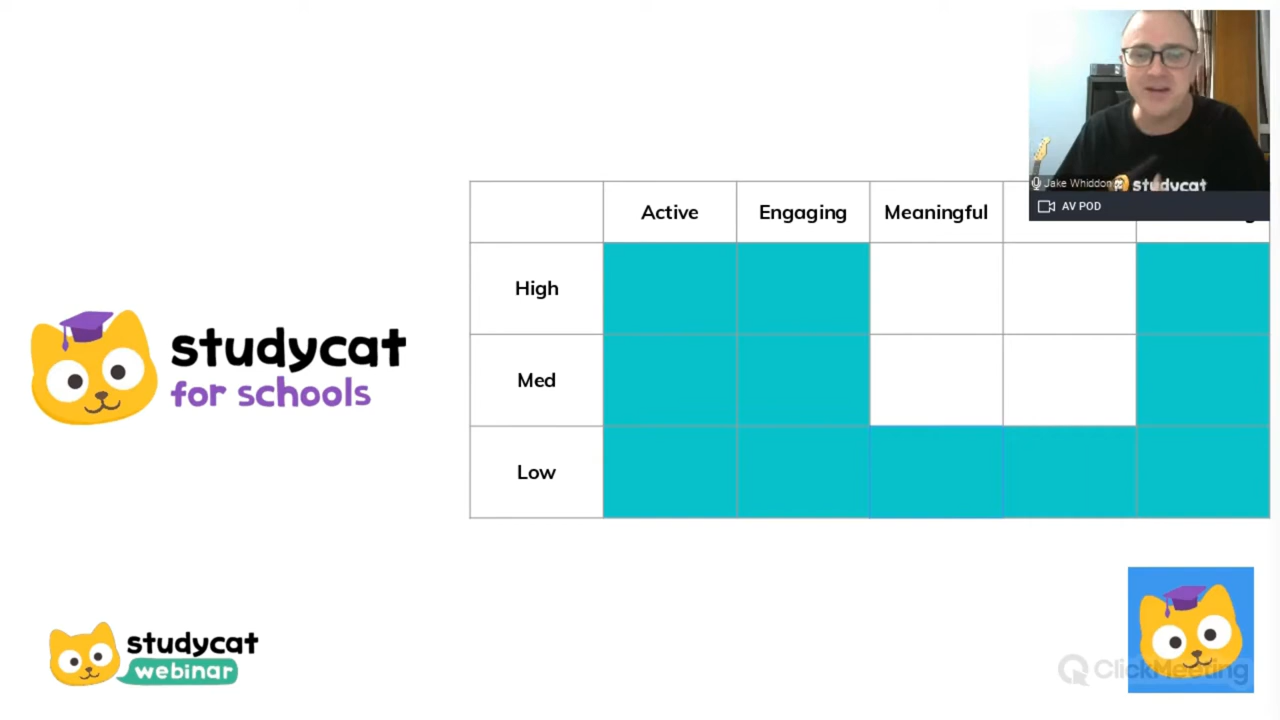 Jake Whiddon
studycat
AV POD
Active
Engaging
Meaningful
High
Med
Low
studycat
for schools
studycat
webinar
ClickMeeting